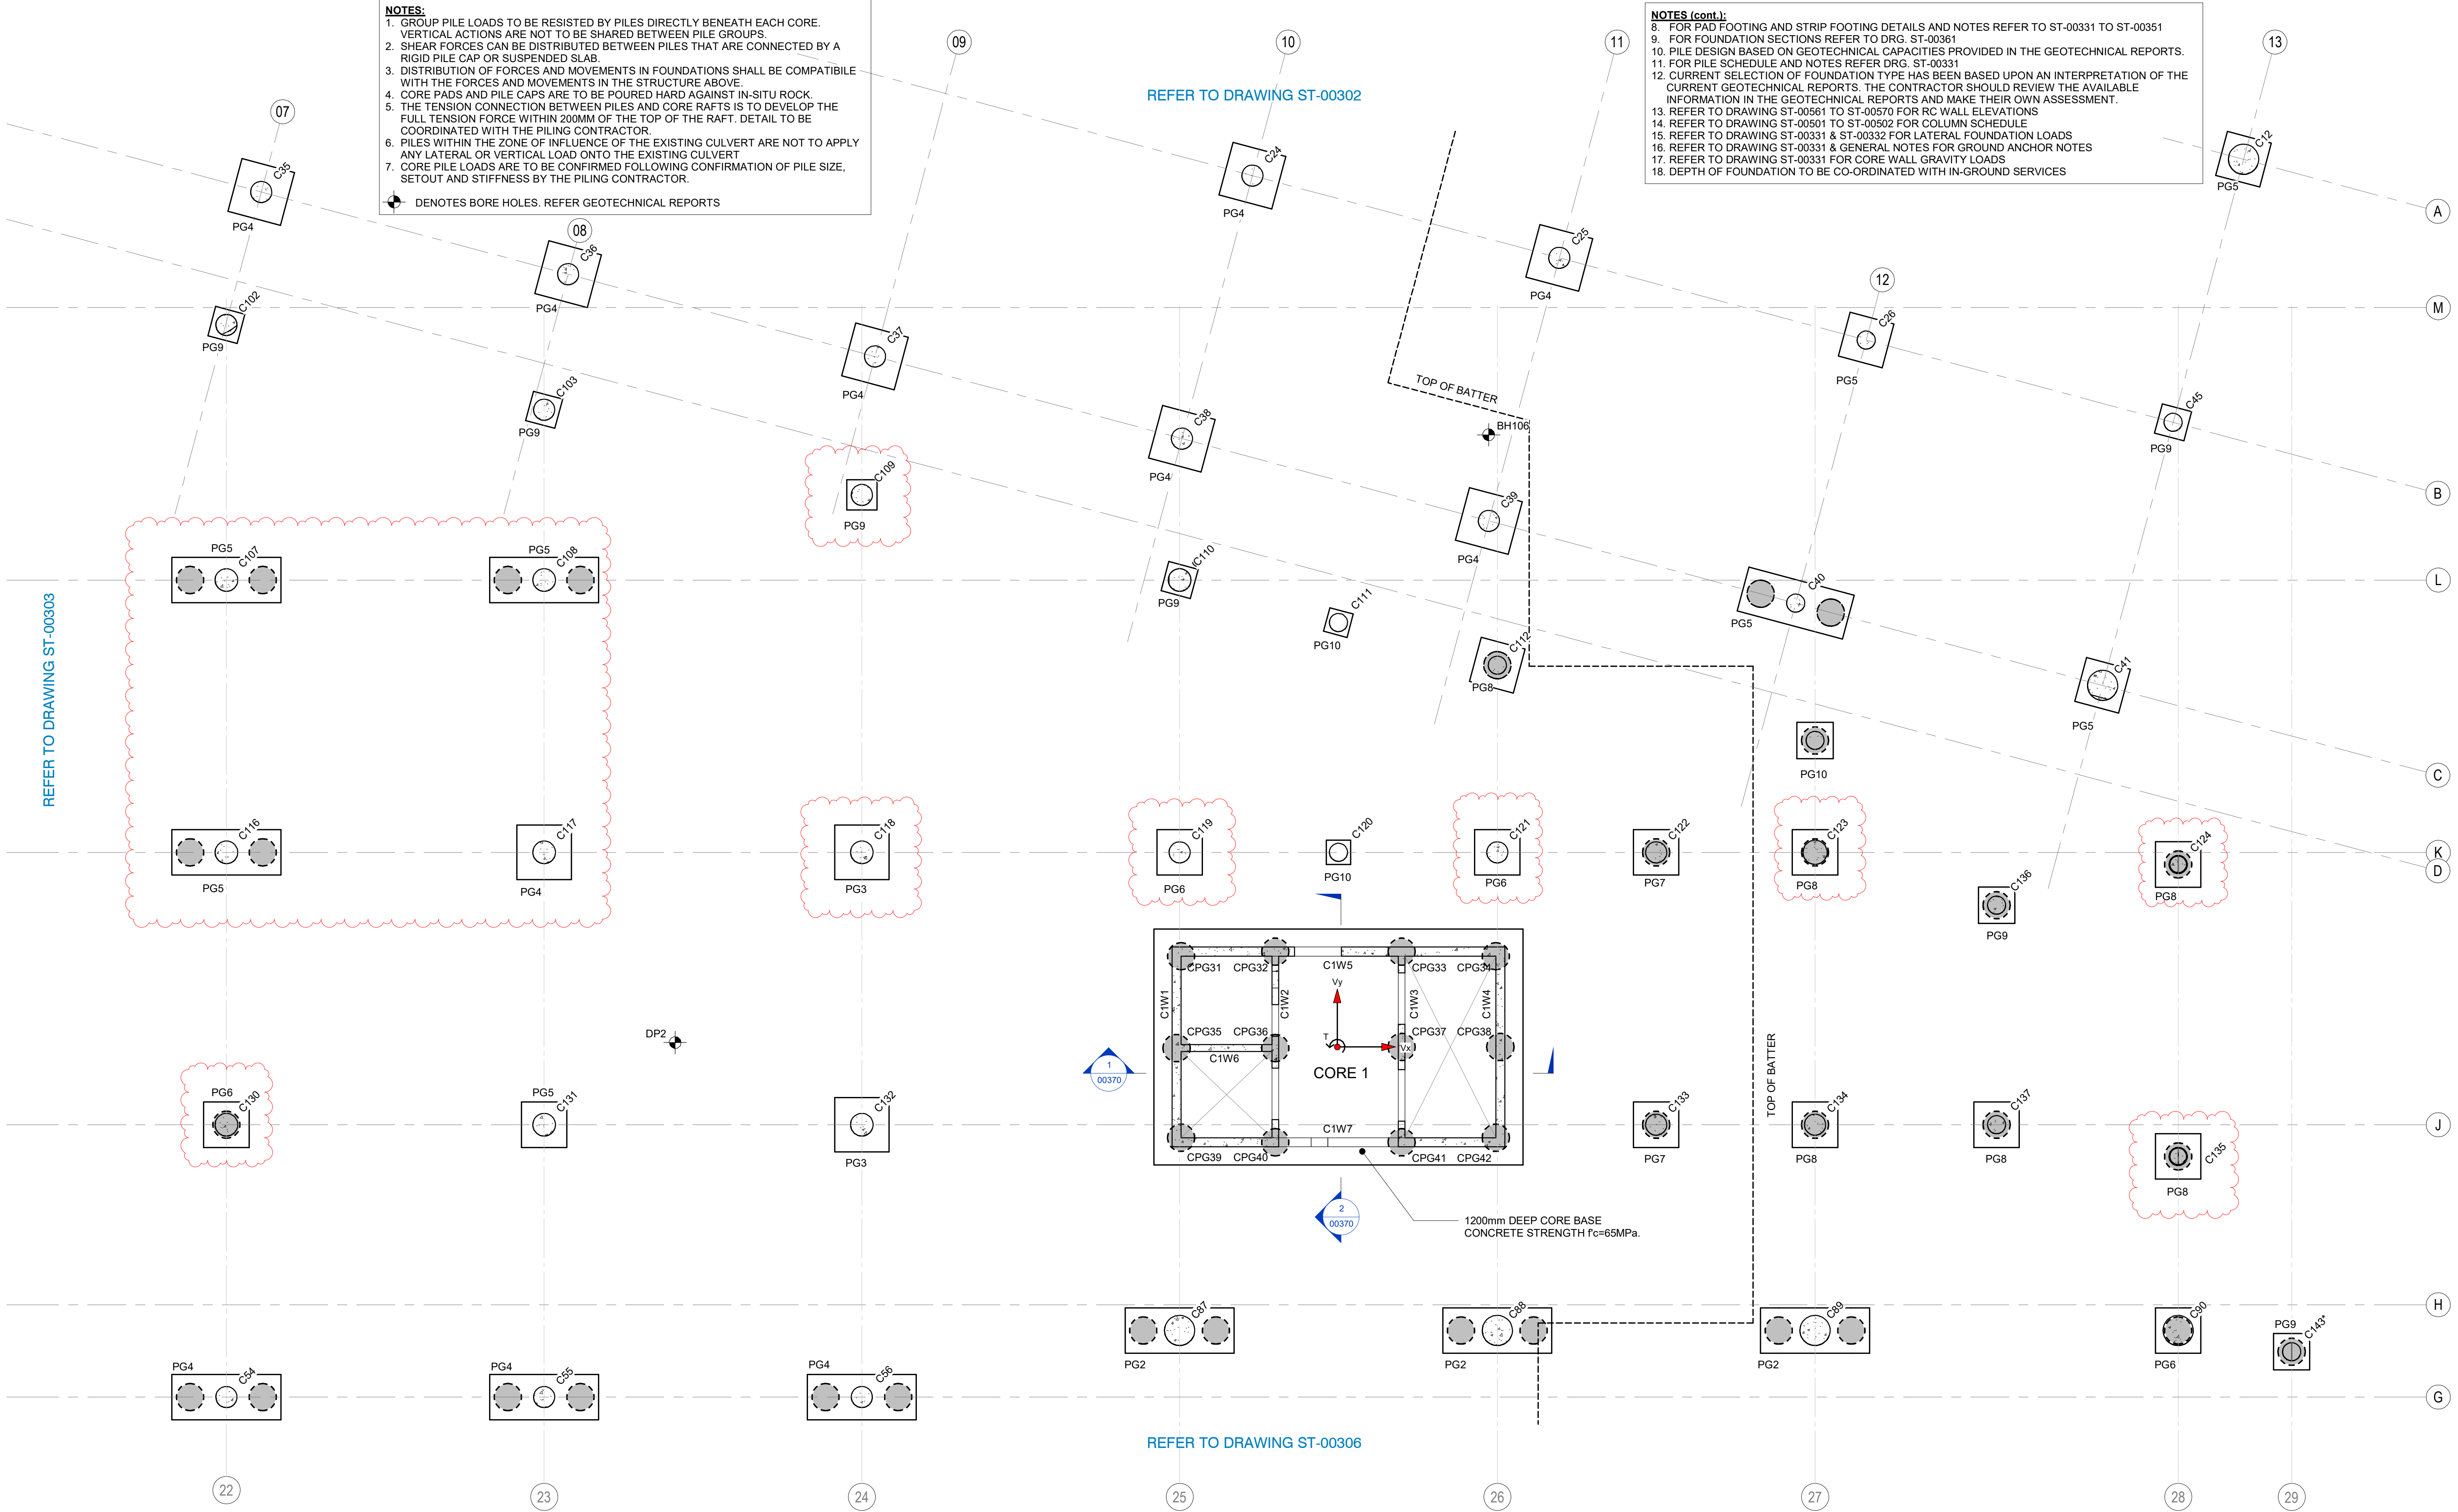 NOTES:
1. GROUP PILE LOADS TO BE RESISTED BY PILES DIRECTLY BENEATH EACH CORE.
VERTICAL ACTIONS ARE NOT TO BE SHARED BETWEEN PILE GROUPS.
2. SHEAR FORCES CAN BE DISTRIBUTED BETWEEN PILES THAT ARE CONNECTED BY A
RIGID PILE CAP OR SUSPENDED SLAB.
3. DISTRIBUTION OF FORCES AND MOVEMENTS IN FOUNDATIONS SHALL BE COMPATIBILE
WITH THE FORCES AND MOVEMENTS IN THE STRUCTURE ABOVE.
4. CORE PADS AND PILE CAPS ARE TO BE POURED HARD AGAINST IN-SITU ROCK.
5. THE TENSION CONNECTION BETWEEN PILES AND CORE RAFTS IS TO DEVELOP THE
FULL TENSION FORCE WITHIN 200MM OF THE TOP OF THE RAFT. DETAIL TO BE
COORDINATED WITH THE PILING CONTRACTOR.
6. PILES WITHIN THE ZONE OF INFLUENCE OF THE EXISTING CULVERT ARE NOT TO APPLY
ANY LATERAL OR VERTICAL LOAD ONTO THE EXISTING CULVERT
7. CORE PILE LOADS ARE TO BE CONFIRMED FOLLOWING CONFIRMATION OF PILE SIZE,
SETOUT AND STIFFNESS BY THE PILING CONTRACTOR.
DENOTES BORE HOLES. REFER GEOTECHNICAL REPORTS
NOTES (cont.):
8. FOR PAD FOOTING AND STRIP FOOTING DETAILS AND NOTES REFER TO ST-00331 TO ST-00351
9. FOR FOUNDATION SECTIONS REFER TO DRG. ST-00361
10. PILE DESIGN BASED ON GEOTECHNICAL CAPACITIES PROVIDED IN THE GEOTECHNICAL REPORTS.
11. FOR PILE SCHEDULE AND NOTES REFER DRG. ST-00331
12. CURRENT SELECTION OF FOUNDATION TYPE HAS BEEN BASED UPON AN INTERPRETATION OF THE
CURRENT GEOTECHNICAL REPORTS. THE CONTRACTOR SHOULD REVIEW THE AVAILABLE
INFORMATION IN THE GEOTECHNICAL REPORTS AND MAKE THEIR OWN ASSESSMENT.
13. REFER TO DRAWING ST-00561 TO ST-00570 FOR RC WALL ELEVATIONS
14. REFER TO DRAWING ST-00501 TO ST-00502 FOR COLUMN SCHEDULE
15. REFER TO DRAWING ST-00331 & ST-00332 FOR LATERAL FOUNDATION LOADS
16. REFER TO DRAWING ST-00331 & GENERAL NOTES FOR GROUND ANCHOR NOTES
17. REFER TO DRAWING ST-00331 FOR CORE WALL GRAVITY LOADS
18. DEPTH OF FOUNDATION TO BE CO-ORDINATED WITH IN-GROUND SERVICES
09
10
11
13
REFER TO DRAWING ST-00302
07
C35
PG4
C24
PG4
C12
PG5
A
08
C36
PG4
C25
PG4
12
C102
PG9
M
C37
PG4
C26
PG5
C103
PG9
TOP OF BATTER
C38
PG4
BH106
C45
PG9
C109
PG9
C39
PG4
B
PG5
C107
PG5
C108
C110
PG9
C111
PG10
C40
PG5
L
REFER TO DRAWING ST-00303
C112
PG8
C41
PG5
PG10
C
C116
PG5
C117
PG4
C118
PG3
C119
PG6
C120
PG10
C121
PG6
C122
PG7
C123
PG8
C124
PG8
K
D
C136
PG9
CPG31
CPG32
C1W5
CPG33
CPG34
C1W1
C1W2
Vy
C1W3
C1W4
CPG35
CPG36
T
Vx
CPG37
CPG38
C1W6
CORE 1
DP2
1
00370
TOP OF BATTER
PG6
C130
PG5
C131
C132
PG3
C1W7
CPG39
CPG40
CPG41
CPG42
C133
PG7
C134
PG8
C137
PG8
C135
PG8
J
2
00370
1200mm DEEP CORE BASE
CONCRETE STRENGTH f'c=65MPa.
C87
PG2
C88
PG2
C89
PG2
C90
PG6
PG9
C143*
H
PG4
C54
PG4
C55
PG4
C56
G
REFER TO DRAWING ST-00306
22
23
24
25
26
27
28
29